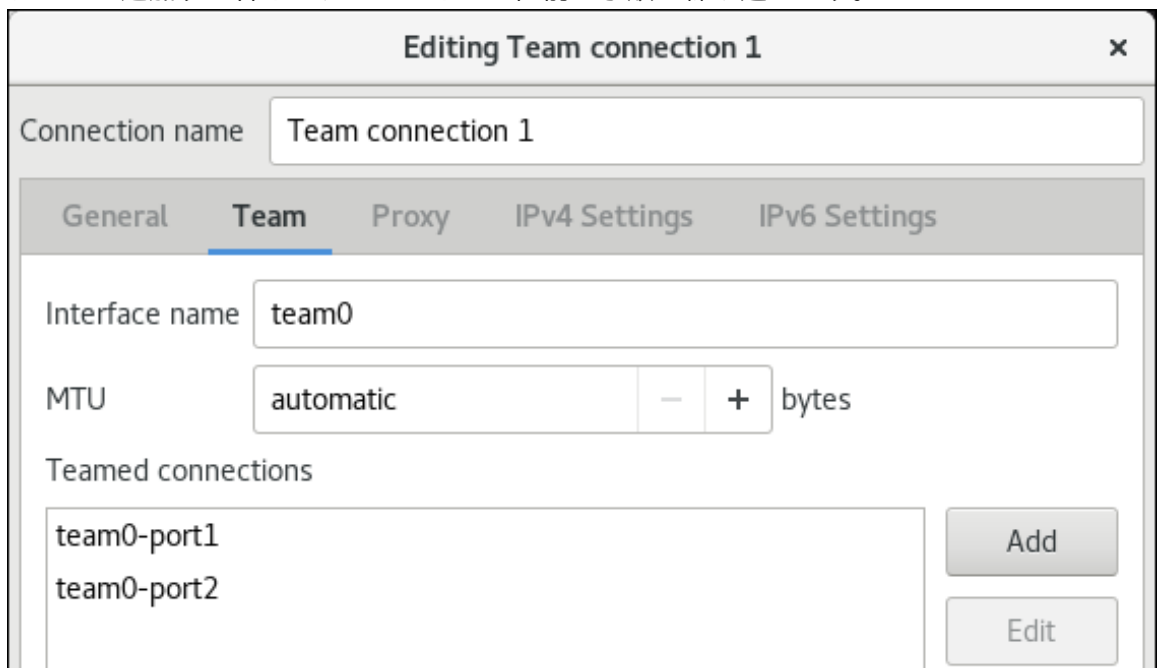 Editing Team connection 1 ×
Connection name Team connection 1
General Team Proxy IPv4 Settings IPv6 Settings
Interface name team0
MTU automatic − + bytes
Teamed connections
team0-port1
Add
team0-port2
Edit